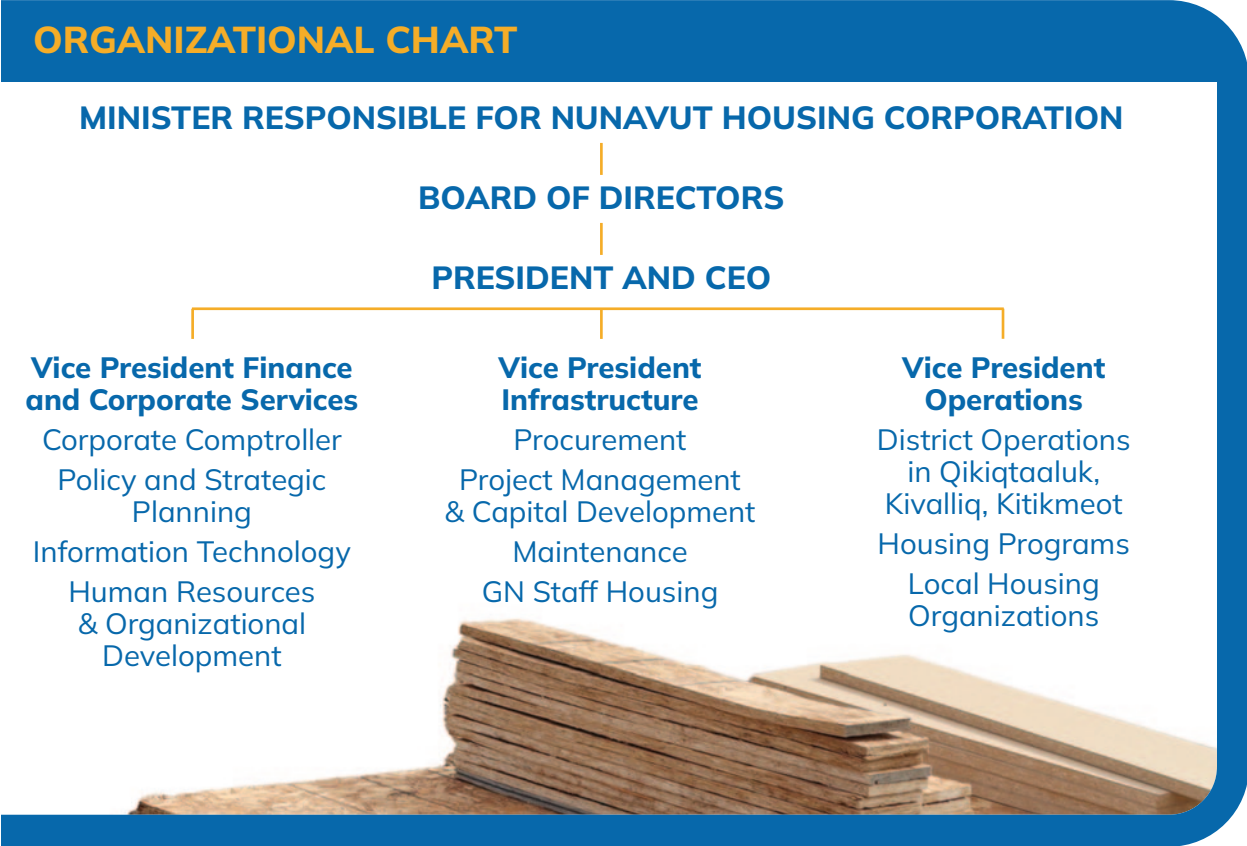 ORGANIZATIONAL CHART
MINISTER RESPONSIBLE FOR NUNAVUT HOUSING CORPORATION
BOARD OF DIRECTORS
PRESIDENT AND CEO
Vice President Finance
and Corporate Services
Corporate Comptroller
Policy and Strategic
Planning
Information Technology
Human Resources
& Organizational
Development
Vice President
Infrastructure
Procurement
Project Management
& Capital Development
Maintenance
GN Staff Housing
Vice President
Operations
District Operations
in Qikiqtaaluk,
Kivalliq, Kitikmeot
Housing Programs
Local Housing
Organizations